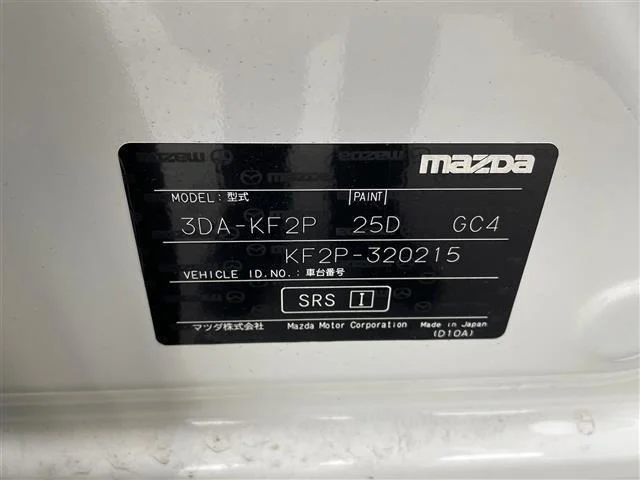 mazda
MODEL: 型式 PAINT
3DA-KF2P 25D GC4
KF2P-320215
VEHICLE ID.NO.: 車台番号
SRS I
マツダ株式会社 Mazda Motor Corporation Made in Japan
(D10A)